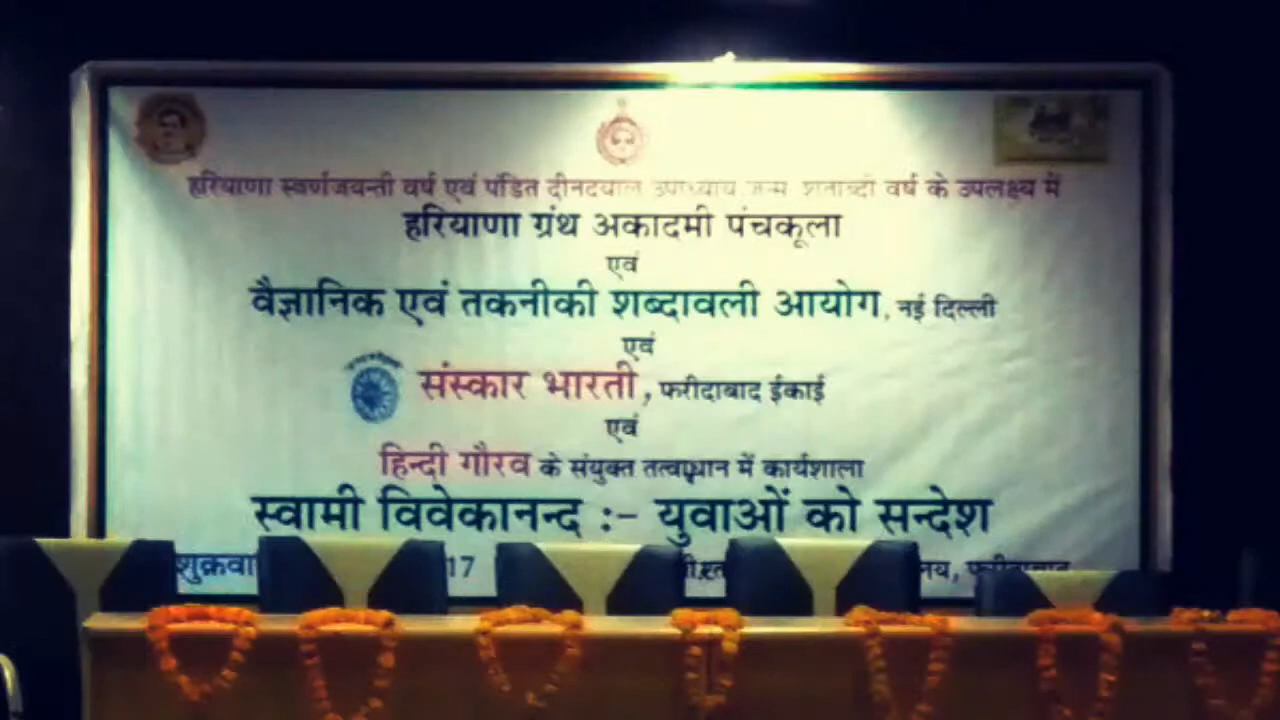 हरियाणा स्वर्णजयन्ती वर्ष एवं पंडित दीनदयाल उपाध्याय जन्म शताब्दी वर्ष के उपलक्ष्य में
हरियाणा ग्रंथ अकादमी पंचकूला
एवं
वैज्ञानिक एवं तकनीकी शब्दावली आयोग, नई दिल्ली
एवं
संस्कार भारती, फरीदाबाद ईकाई
एवं
हिन्दी गौरव के संयुक्त तत्वाधान में कार्यशाला
स्वामी विवेकानन्द :- युवाओं को सन्देश
17